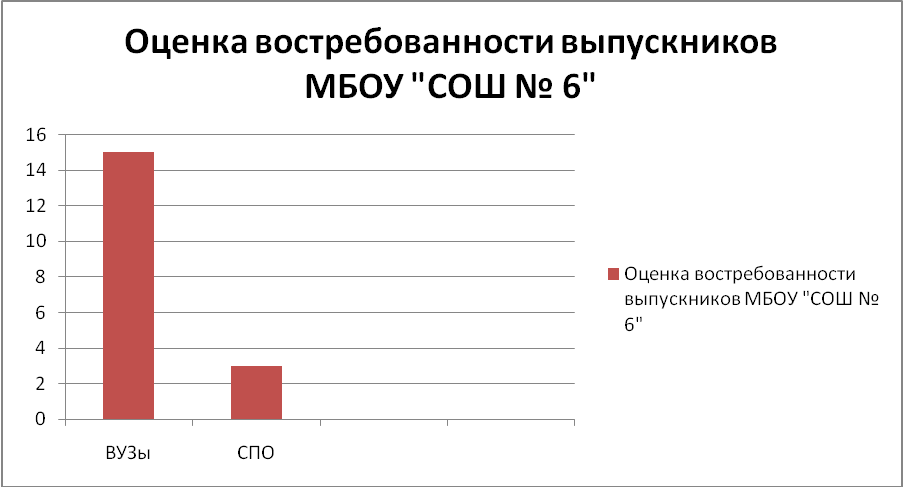 Оценка востребованности выпускников
МБОУ "СОШ № 6"
16
14
12
10
8
6
4
2
0
ВУЗы СПО
Оценка востребованности
выпускников МБОУ "СОШ №
6"